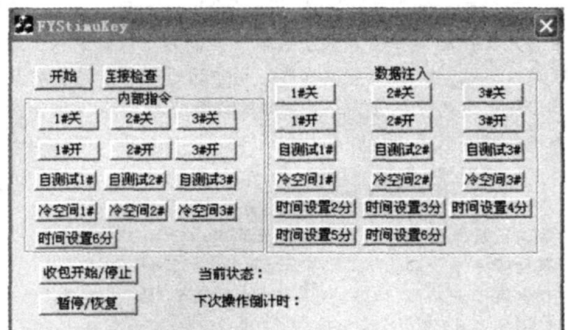 FYStimuKey
开始 连接检查
内部指令
1#关 2#关 3#关
1#开 2#开 3#开
自测试1# 自测试2# 自测试3#
冷空间1# 冷空间2# 冷空间3#
时间设置6分
数据注入
1#关 2#关 3#关
1#开 2#开 3#开
自测试1# 自测试2# 自测试3#
冷空间1# 冷空间2# 冷空间3#
时间设置2分 时间设置3分 时间设置4分
时间设置5分 时间设置6分
收包开始/停止 当前状态：
暂停/恢复 下次操作倒计时：